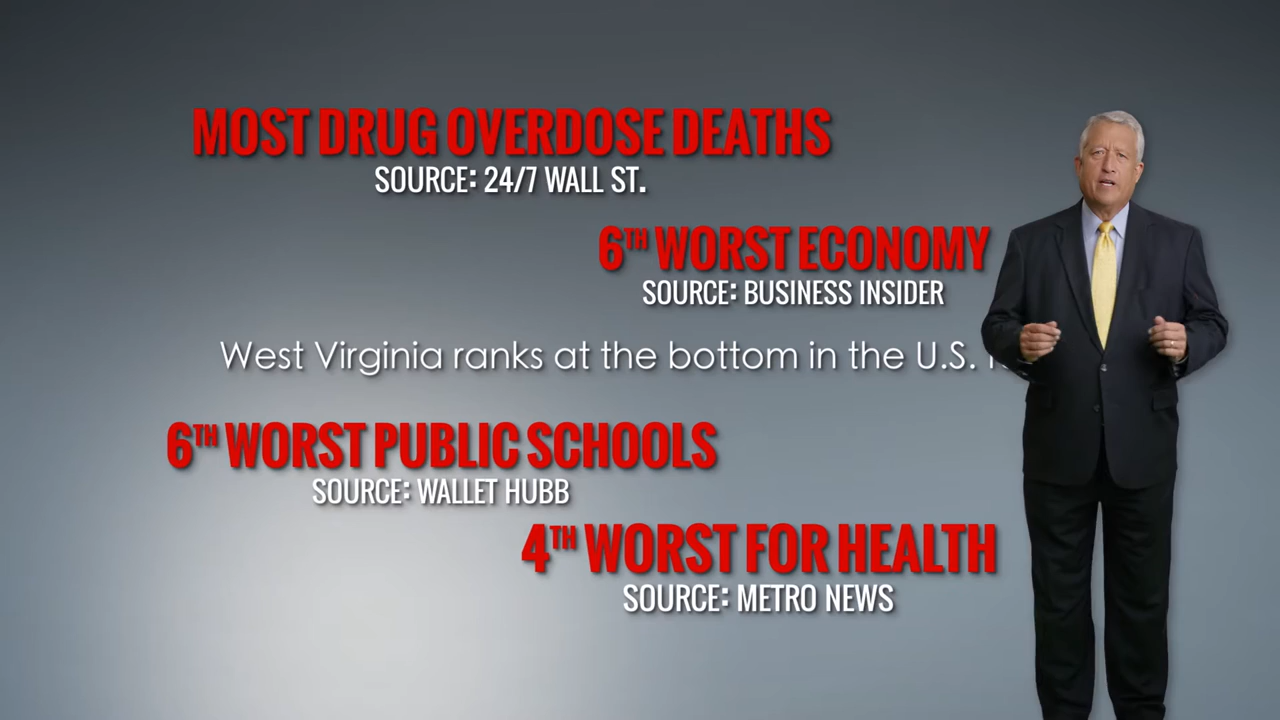 MOST DRUG OVERDOSE DEATHS
SOURCE: 24/7 WALL ST.
6TH WORST ECONOMY
SOURCE: BUSINESS INSIDER
West Virginia ranks at the bottom in the U.S.
6TH WORST PUBLIC SCHOOLS
SOURCE: WALLET HUBB
4TH WORST FOR HEALTH
SOURCE: METRO NEWS